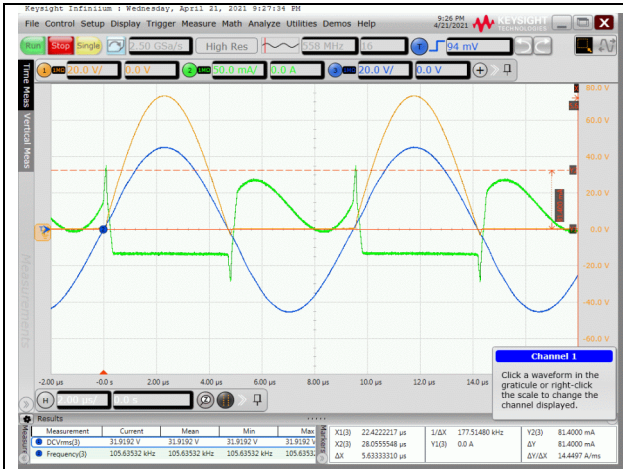 Keysight Infiniium : Wednesday, April 21, 2021 9:27:34 PM
File Control Setup Display Trigger Measure Math Analyze Utilities Demos Help
9:26 PM
4/21/2021
KEYSIGHT
TECHNOLOGIES
Run Stop Single 2.50 GSa/s High Res 558 MHz 16 T 94 mV
1 1MΩ 20.0 V/ 0.0 V 2 1MΩ 50.0 mA/ 0.0 A 3 1MΩ 20.0 V/ 0.0 V
Time Meas
Vertical Meas
Measurements
80.0 V
60.0 V
40.0 V
20.0 V
0.0 V
-20.0 V
-40.0 V
-60.0 V
-2.00 µs -0.0 s 2.00 µs 4.00 µs 6.00 µs 8.00 µs 10.0 µs 12.0 µs 14.0 µs
H 2.00 µs/ 0.0 s
Channel 1
Click a waveform in the
graticule or right-click
the scale to change the
channel displayed.
Results
Measure
Measurement Current Mean Min Max
DCVrms(3) 31.9192 V 31.9192 V 31.9192 V 31.9192 V
Frequency(3) 105.63532 kHz 105.63532 kHz 105.63532 kHz 105.6353
X1(3) 22.4222217 µs 1/ΔX 177.51480 kHz Y2(3) 81.4000 mA
X2(3) 28.0555548 µs Y1(3) 0.0 A ΔY 81.4000 mA
ΔX 5.63333310 µs ΔY/ΔX 14.4497 A/ms